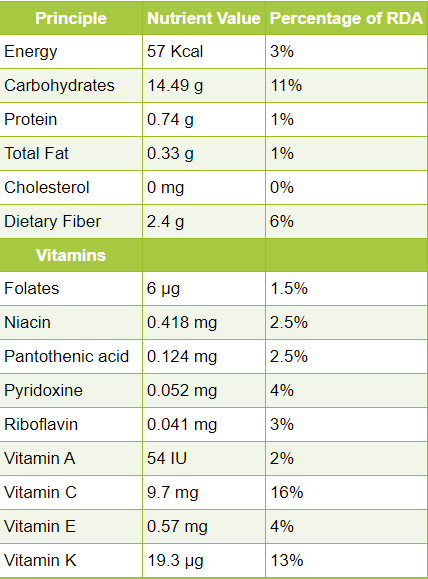 Principle Nutrient Value Percentage of RDA
Energy 57 Kcal 3%
Carbohydrates 14.49 g 11%
Protein 0.74 g 1%
Total Fat 0.33 g 1%
Cholesterol 0 mg 0%
Dietary Fiber 2.4 g 6%
Vitamins
Folates 6 µg 1.5%
Niacin 0.418 mg 2.5%
Pantothenic acid 0.124 mg 2.5%
Pyridoxine 0.052 mg 4%
Riboflavin 0.041 mg 3%
Vitamin A 54 IU 2%
Vitamin C 9.7 mg 16%
Vitamin E 0.57 mg 4%
Vitamin K 19.3 µg 13%